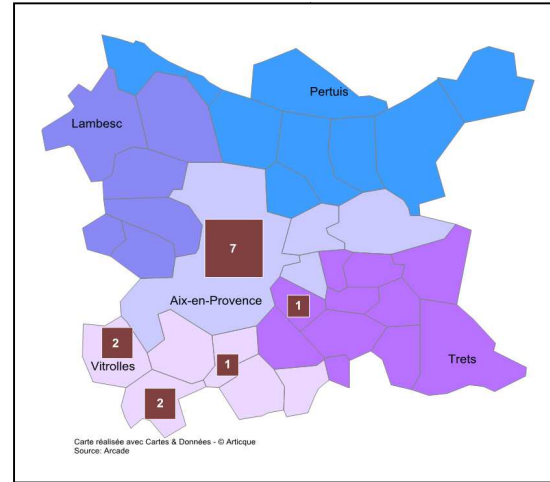 Pertuis
Lambesc
7
Aix-en-Provence
1
2
Vitrolles
1
Trets
2
Carte réalisée avec Cartes & Données - © Articque
Source: Arcade